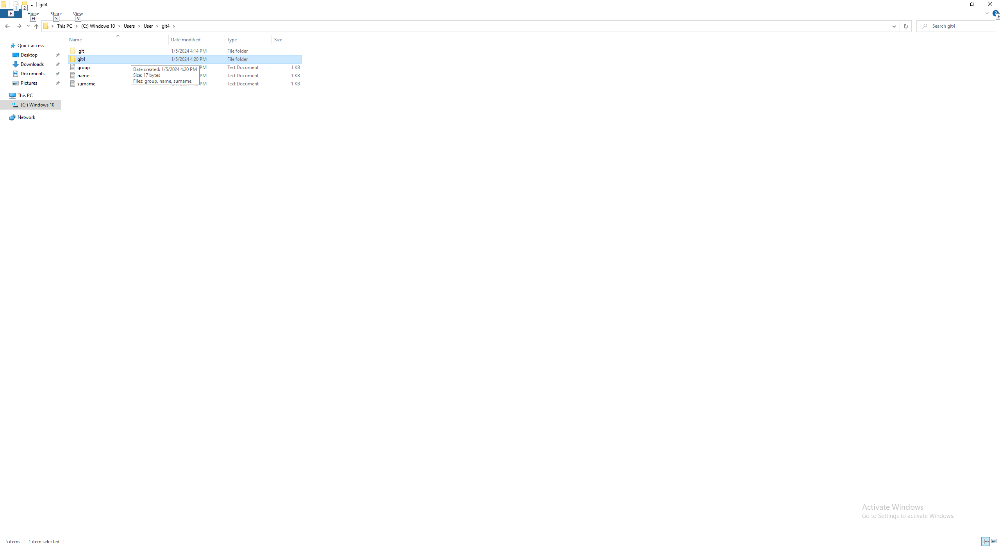 1 2 git4
F Home Share View
H S V E
This PC (C:) Windows 10 Users User git4 Search git4
Name Date modified Type Size
Quick access
Desktop
Downloads
Documents
Pictures
This PC
(C:) Windows 10
Network
.git 1/5/2024 4:14 PM File folder
git4 1/5/2024 4:20 PM File folder
group PM Text Document 1 KB
name PM Text Document 1 KB
surname PM Text Document 1 KB
Date created: 1/5/2024 4:20 PM
Size: 17 bytes
Files: group, name, surname
Activate Windows
Go to Settings to activate Windows.
5 items 1 item selected